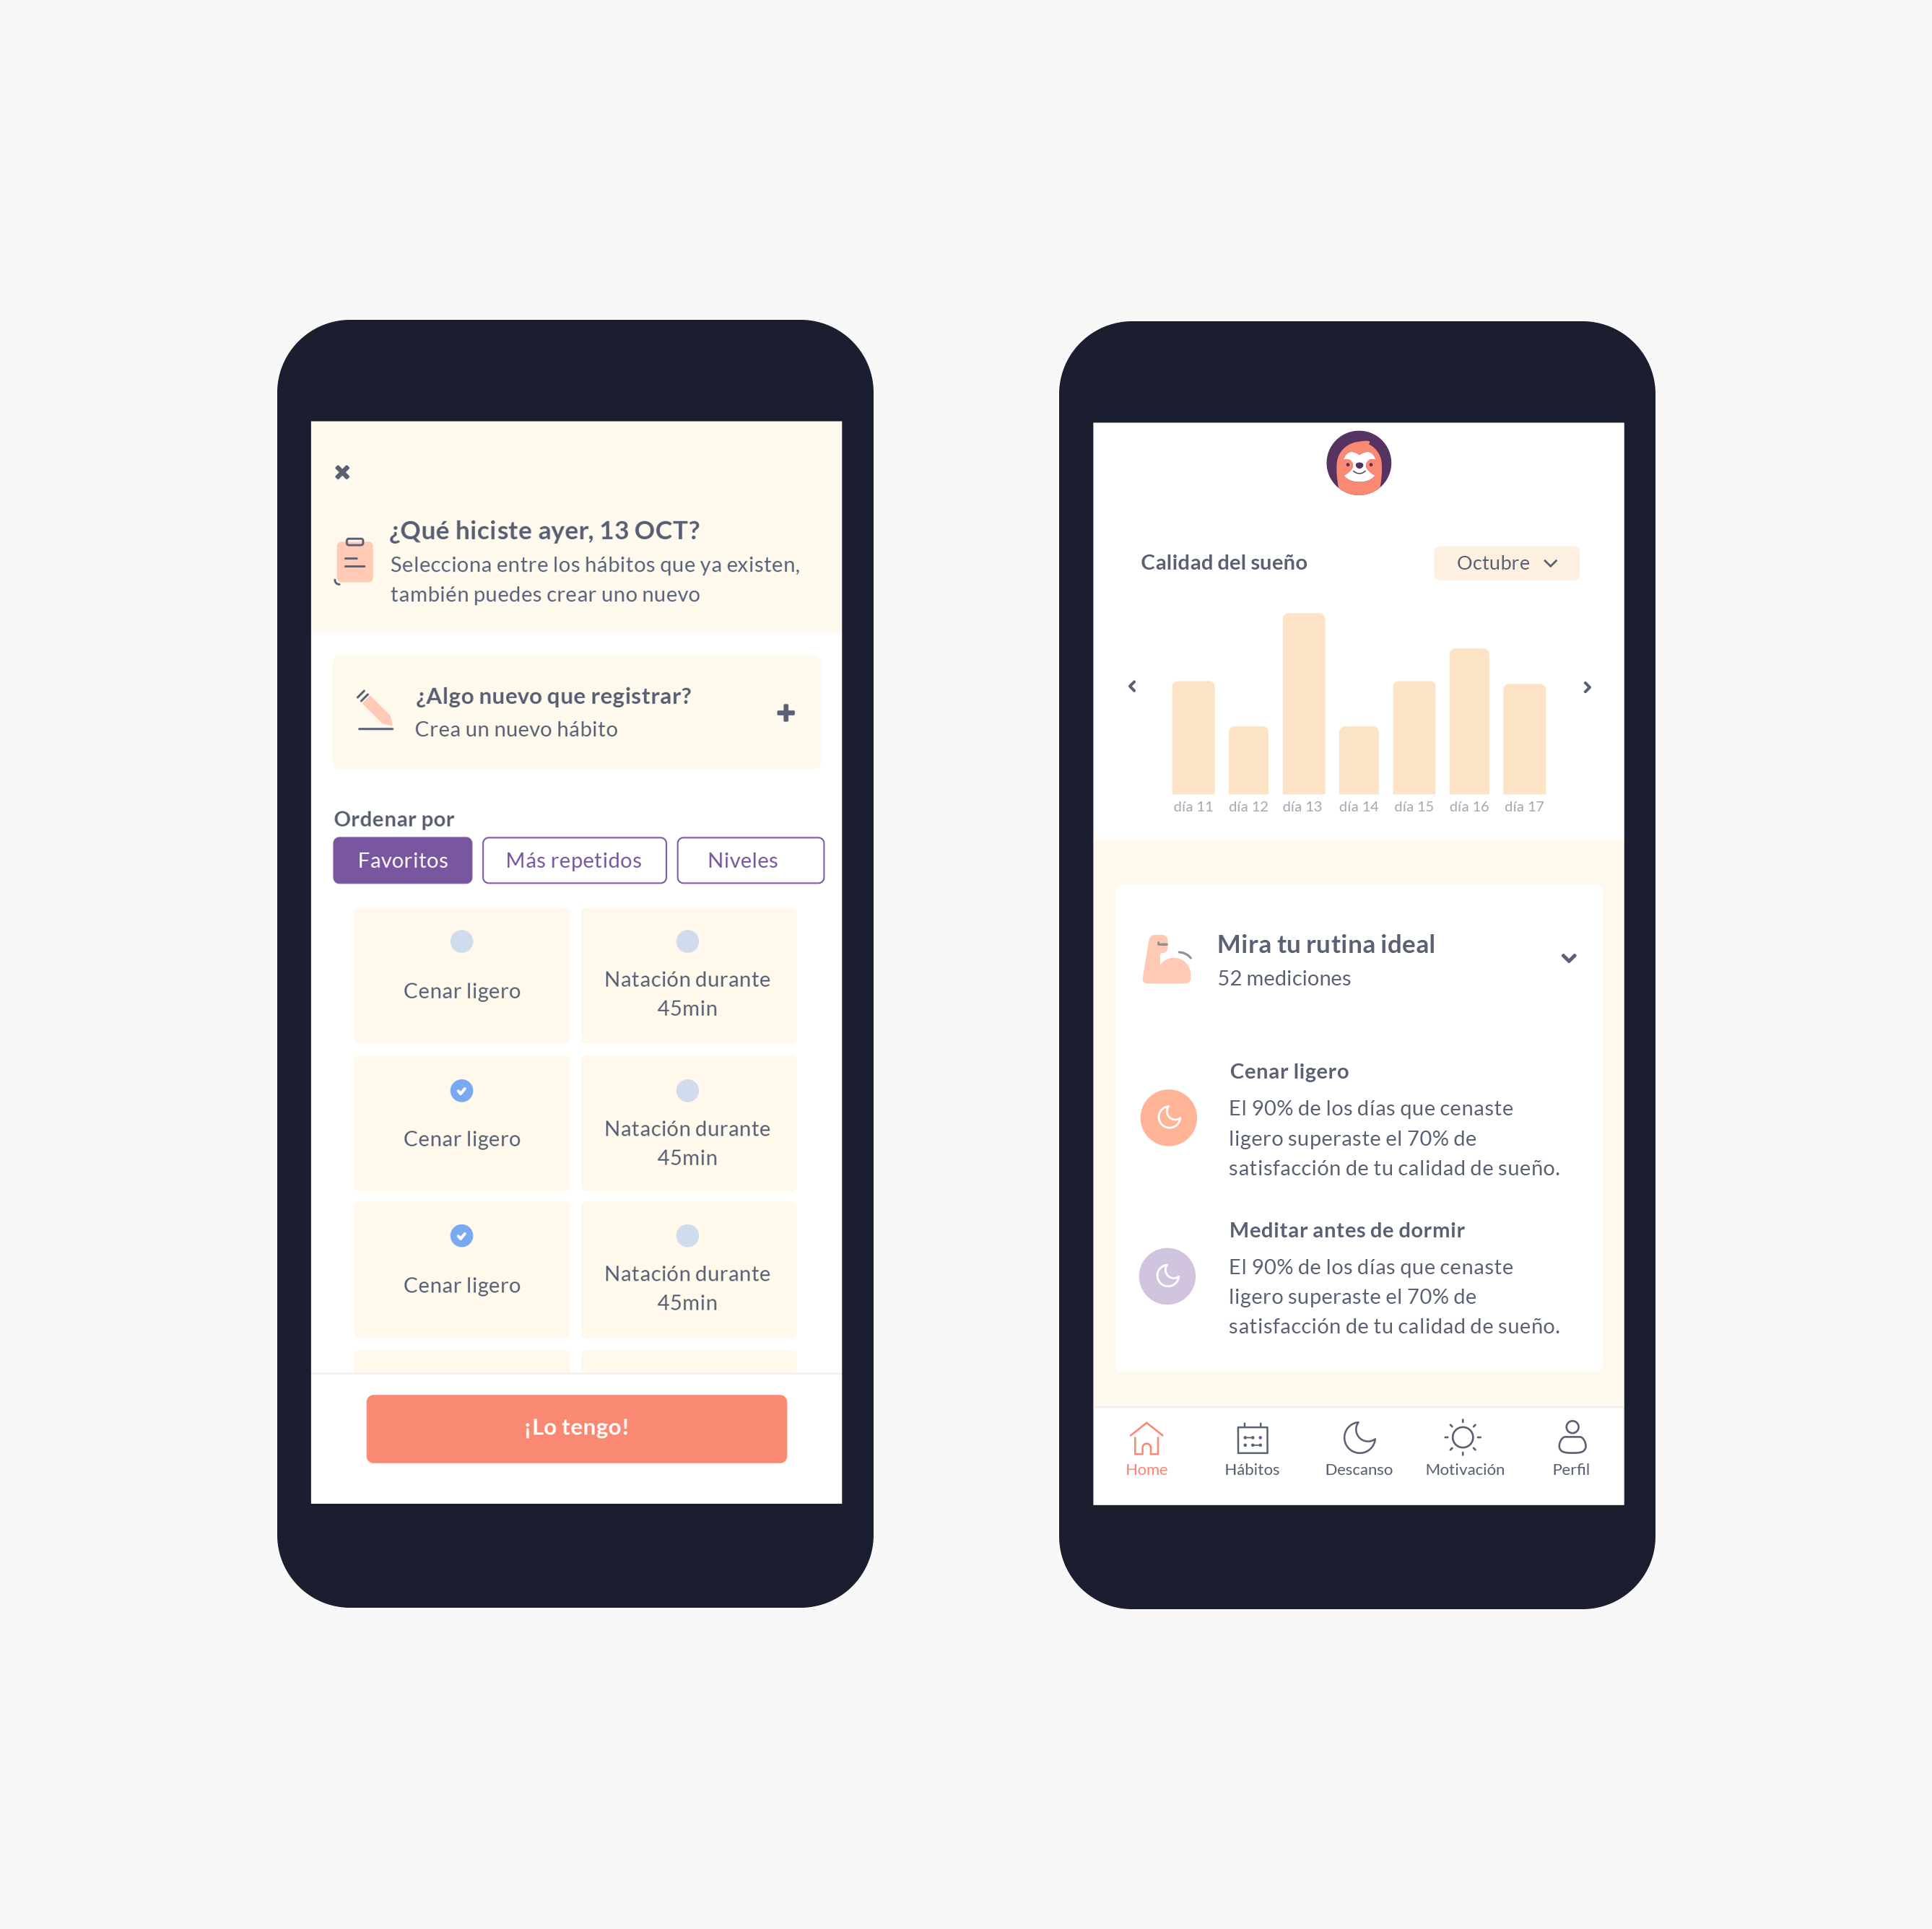 ¿Qué hiciste ayer, 13 OCT?
Selecciona entre los hábitos que ya existen,
también puedes crear uno nuevo
¿Algo nuevo que registrar?
Crea un nuevo hábito
Ordenar por
Favoritos
Más repetidos
Niveles
Cenar ligero
Natación durante
45min
Cenar ligero
Natación durante
45min
Cenar ligero
Natación durante
45min
¡Lo tengo!
Calidad del sueño
Octubre
día 11
día 12
día 13
día 14
día 15
día 16
día 17
Mira tu rutina ideal
52 mediciones
Cenar ligero
El 90% de los días que cenaste
ligero superaste el 70% de
satisfacción de tu calidad de sueño.
Meditar antes de dormir
El 90% de los días que cenaste
ligero superaste el 70% de
satisfacción de tu calidad de sueño.
Home
Hábitos
Descanso
Motivación
Perfil